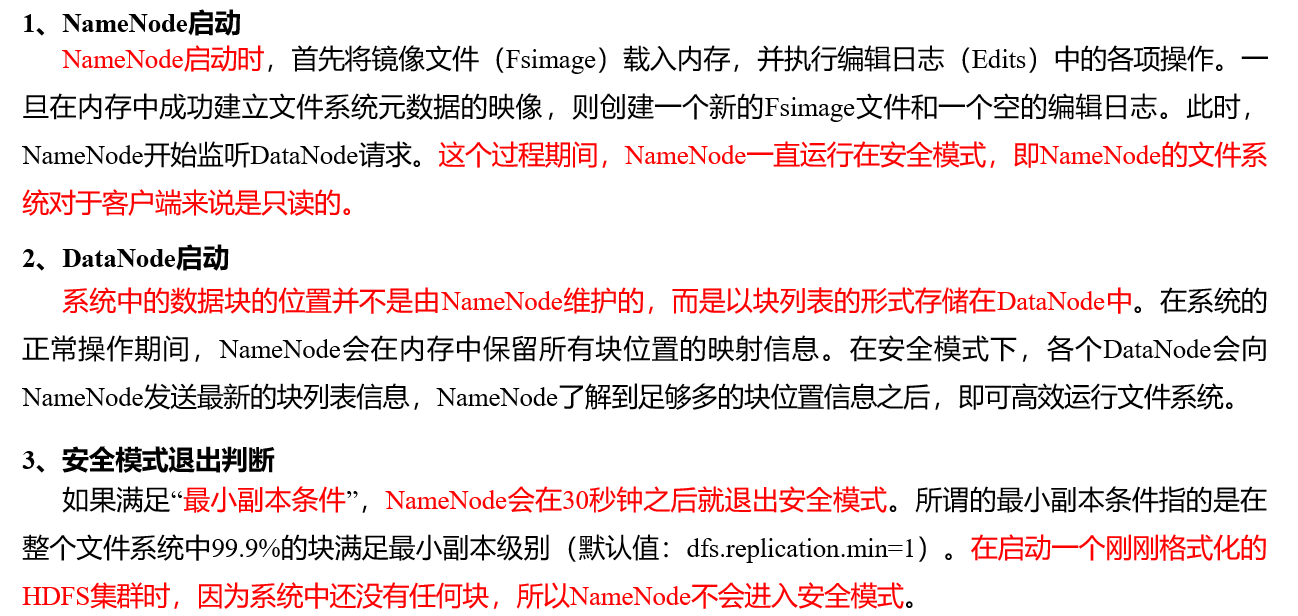 1、NameNode启动
NameNode启动时，首先将镜像文件（Fsimage）载入内存，并执行编辑日志（Edits）中的各项操作。一
旦在内存中成功建立文件系统元数据的映像，则创建一个新的Fsimage文件和一个空的编辑日志。此时，
NameNode开始监听DataNode请求。这个过程期间，NameNode一直运行在安全模式，即NameNode的文件系
统对于客户端来说是只读的。
2、DataNode启动
系统中的数据块的位置并不是由NameNode维护的，而是以块列表的形式存储在DataNode中。在系统的
正常操作期间，NameNode会在内存中保留所有块位置的映射信息。在安全模式下，各个DataNode会向
NameNode发送最新的块列表信息，NameNode了解到足够多的块位置信息之后，即可高效运行文件系统。
3、安全模式退出判断
如果满足“最小副本条件”，NameNode会在30秒钟之后就退出安全模式。所谓的最小副本条件指的是在
整个文件系统中99.9%的块满足最小副本级别（默认值：dfs.replication.min=1）。在启动一个刚刚格式化的
HDFS集群时，因为系统中还没有任何块，所以NameNode不会进入安全模式。